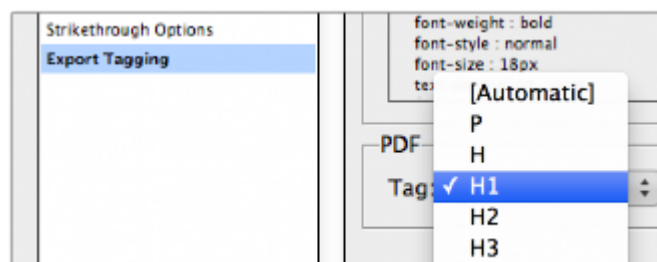 Strikethrough Options
Export Tagging
font-weight : bold
font-style : normal
font-size : 18px
[Automatic]
P
H
PDF
Tag: ✓ H1
H2
H3